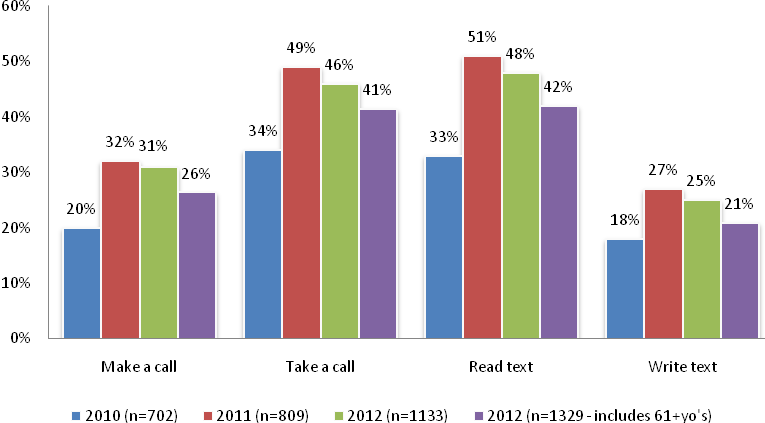 60%
50%
40%
30%
20%
10%
0%
20%
32%
31%
26%
34%
49%
46%
41%
33%
51%
48%
42%
18%
27%
25%
21%
Make a call
Take a call
Read text
Write text
2010 (n=702)
2011 (n=809)
2012 (n=1133)
2012 (n=1329 - includes 61+yo's)